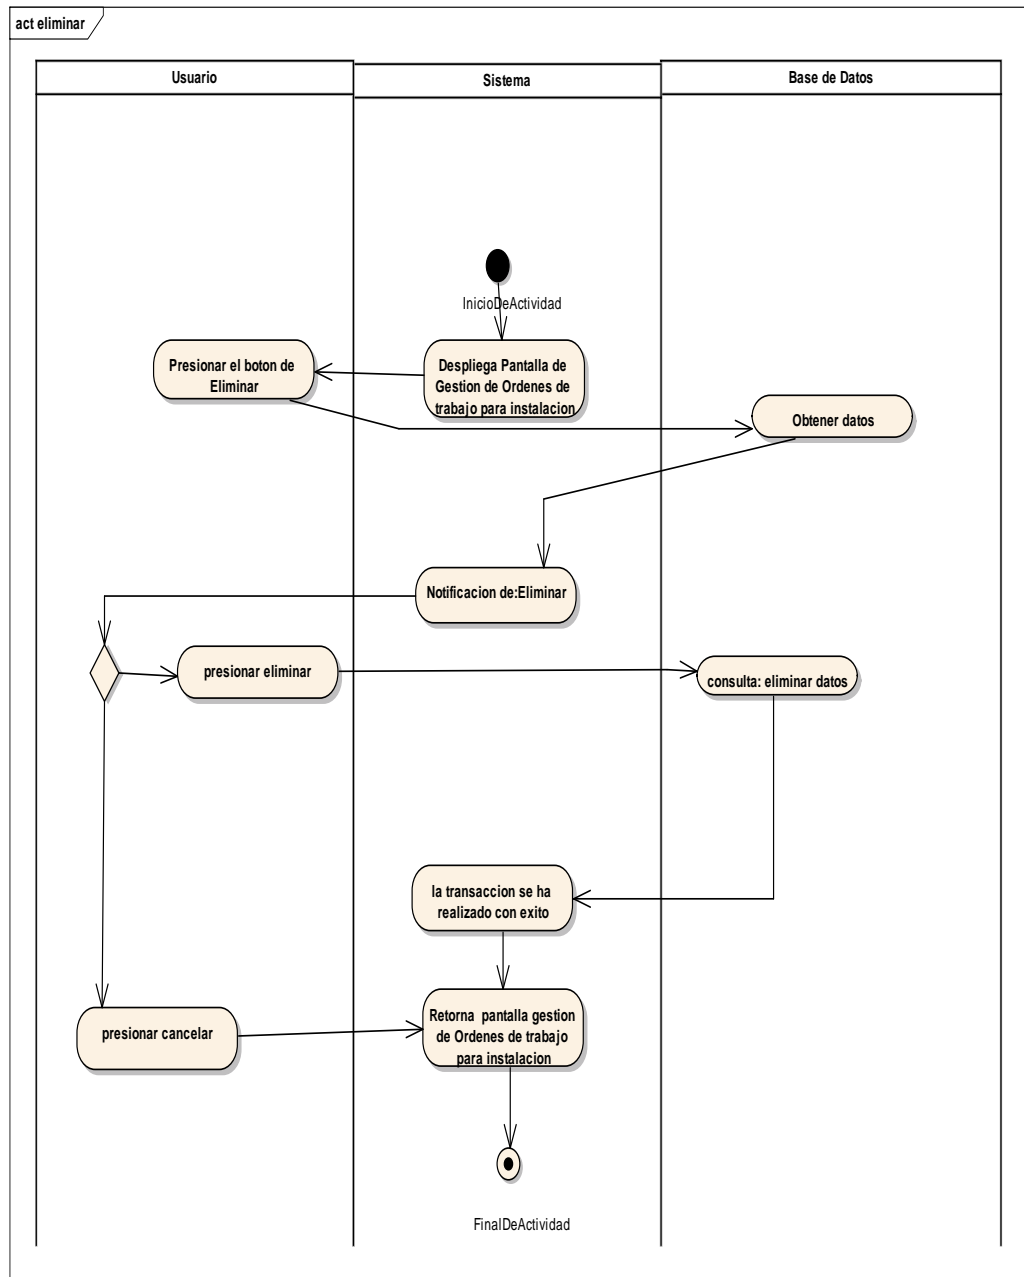 act eliminar
Usuario
Sistema
Base de Datos
InicioDeActividad
Presionar el boton de
Eliminar
Despliega Pantalla de
Gestion de Ordenes de
trabajo para instalacion
Obtener datos
Notificacion de:Eliminar
presionar eliminar
consulta: eliminar datos
la transaccion se ha
realizado con exito
Retorna pantalla gestion
de Ordenes de trabajo
para instalacion
presionar cancelar
FinalDeActividad